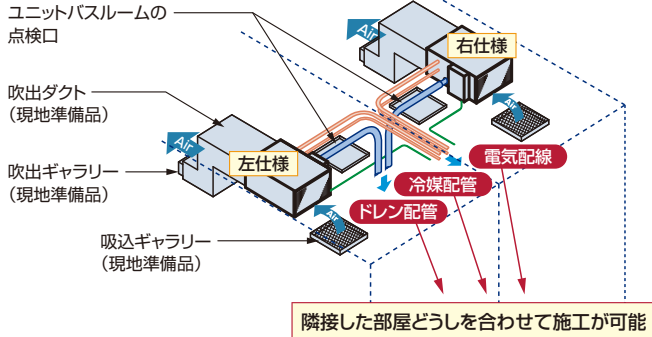 ユニットバスルームの
点検口
Air
右仕様
吹出ダクト
(現地準備品)
Air
Air
左仕様
電気配線
吹出ギャラリー
(現地準備品)
冷媒配管
Air
ドレン配管
吸込ギャラリー
(現地準備品)
隣接した部屋どうしを合わせて施工が可能